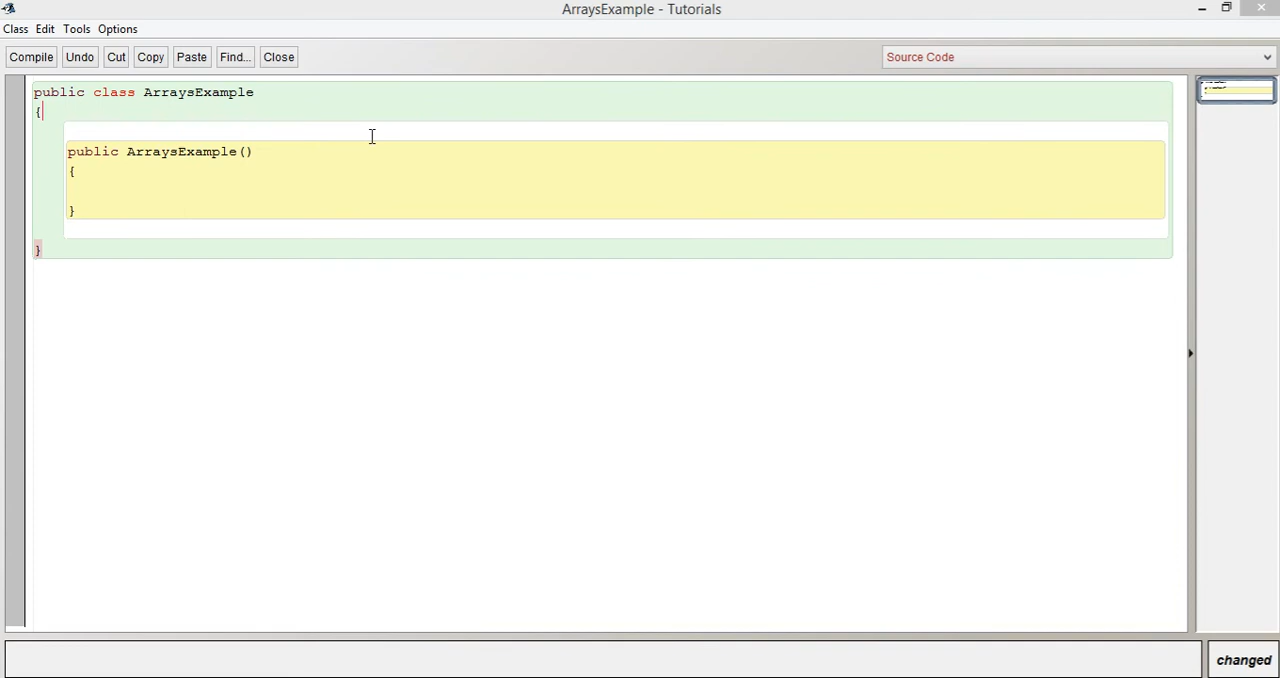 ArraysExample - Tutorials
Class Edit Tools Options
Compile Undo Cut Copy Paste Find... Close Source Code
public class ArraysExample
{
public ArraysExample()
{
}
}
changed